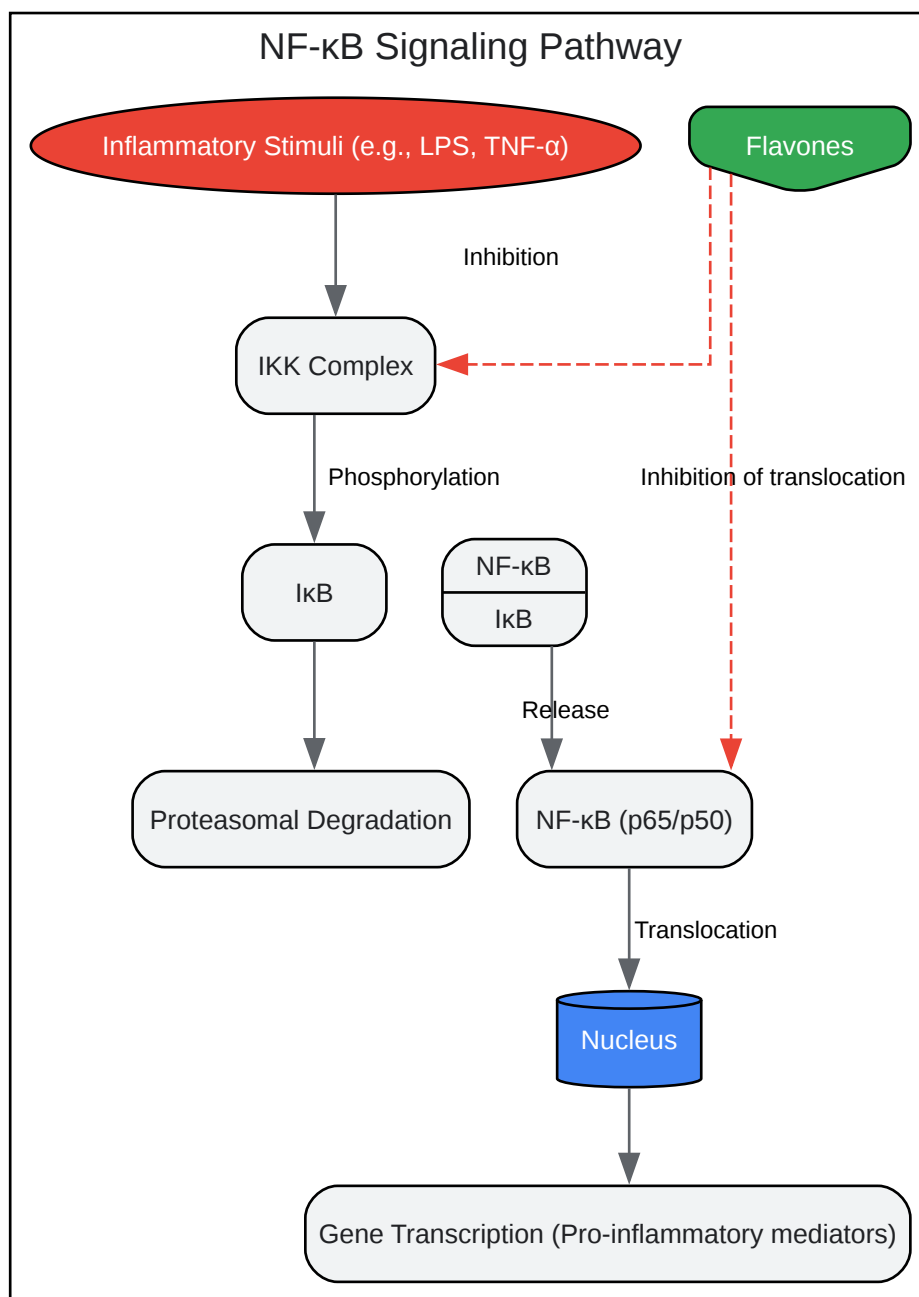 NF-κB Signaling Pathway
Inflammatory Stimuli (e.g., LPS, TNF-α)
Flavones
Inhibition
IKK Complex
Phosphorylation
Inhibition of translocation
IκB
NF-κB
IκB
Release
Proteasomal Degradation
NF-κB (p65/p50)
Translocation
Nucleus
Gene Transcription (Pro-inflammatory mediators)